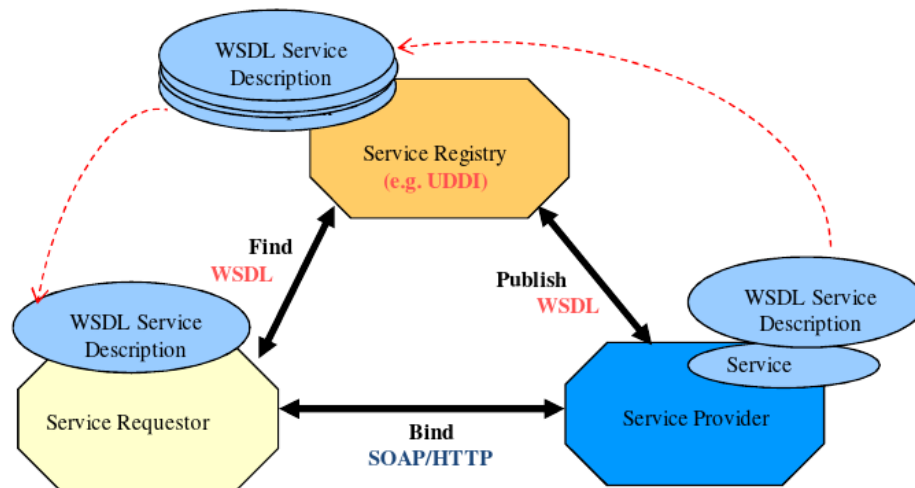 WSDL Service
Description
Service Registry
(e.g. UDDI)
Find
WSDL
Publish
WSDL
WSDL Service
Description
WSDL Service
Description
Service
Service Requestor
Service Provider
Bind
SOAP/HTTP